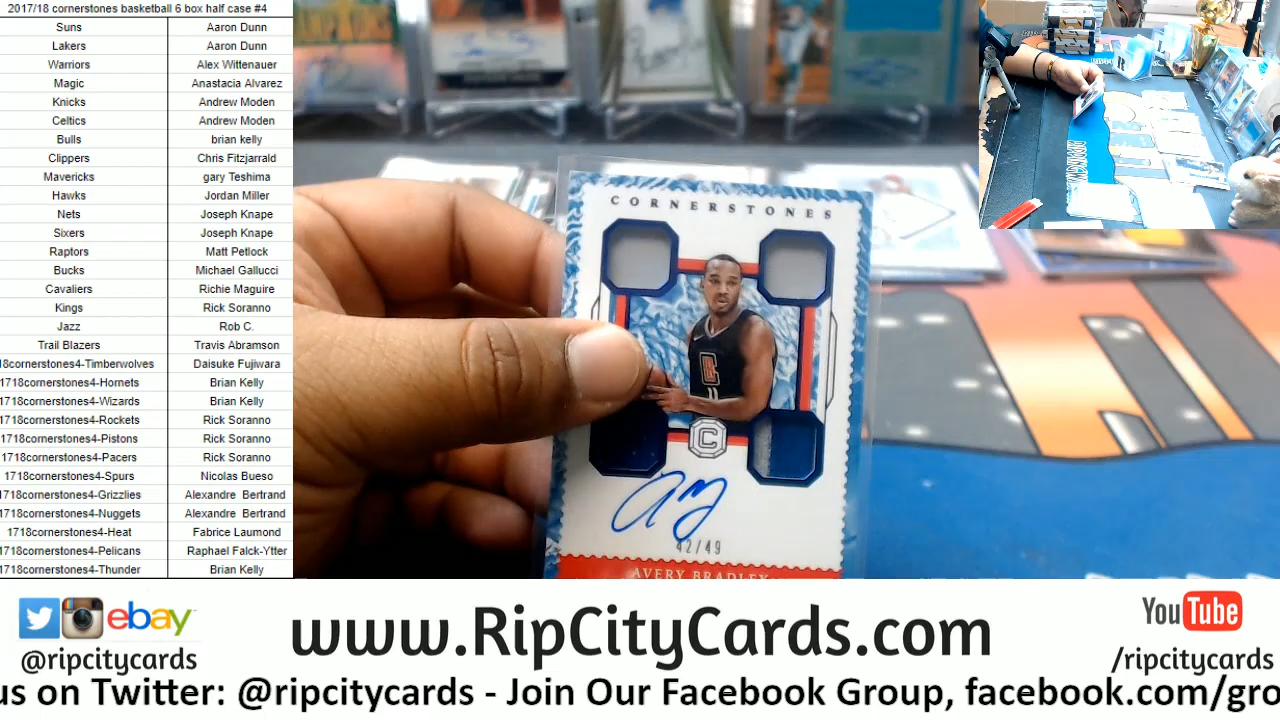 2017/18 cornerstones basketball 6 box half case #4
Suns Aaron Dunn
Lakers Aaron Dunn
Warriors Alex Wittenauer
Magic Anastacia Alvarez
Knicks Andrew Moden
Celtics Andrew Moden
Bulls brian kelly
Clippers Chris Fitzjarrald
Mavericks gary Teshima
Hawks Jordan Miller
Nets Joseph Knape
Sixers Joseph Knape
Raptors Matt Petlock
Bucks Michael Gallucci
Cavaliers Richie Maguire
Kings Rick Soranno
Jazz Rob C.
Trail Blazers Travis Abramson
18cornerstones4-Timberwolves Daisuke Fujiwara
1718cornerstones4-Hornets Brian Kelly
1718cornerstones4-Wizards Brian Kelly
1718cornerstones4-Rockets Rick Soranno
1718cornerstones4-Pistons Rick Soranno
1718cornerstones4-Pacers Rick Soranno
1718cornerstones4-Spurs Nicolas Bueso
1718cornerstones4-Grizzlies Alexandre Bertrand
1718cornerstones4-Nuggets Alexandre Bertrand
1718cornerstones4-Heat Fabrice Laumond
1718cornerstones4-Pelicans Raphael Falck-Ytter
1718cornerstones4-Thunder Brian Kelly
CORNERSTONES
C
42/49
AVERY BRADLEY
ebay
@ripcitycards
www.RipCityCards.com
YouTube
/ripcitycards
us on Twitter: @ripcitycards - Join Our Facebook Group, facebook.com/gro